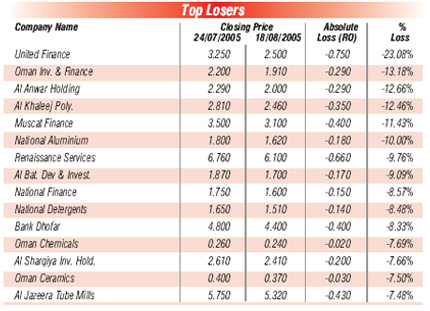 Top Losers
Company Name Closing Price Absolute %
24/07/2005 18/08/2005 Loss (RO) Loss
United Finance 3.250 2.500 -0.750 -23.08%
Oman Inv. & Finance 2.200 1.910 -0.290 -13.18%
Al Anwar Holding 2.290 2.000 -0.290 -12.66%
Al Khaleej Poly. 2.810 2.460 -0.350 -12.46%
Muscat Finance 3.500 3.100 -0.400 -11.43%
National Aluminium 1.800 1.620 -0.180 -10.00%
Renaissance Services 6.760 6.100 -0.660 -9.76%
Al Bat. Dev & Invest. 1.870 1.700 -0.170 -9.09%
National Finance 1.750 1.600 -0.150 -8.57%
National Detergents 1.650 1.510 -0.140 -8.48%
Bank Dhofar 4.800 4.400 -0.400 -8.33%
Oman Chemicals 0.260 0.240 -0.020 -7.69%
Al Sharqiya Inv. Hold. 2.610 2.410 -0.200 -7.66%
Oman Ceramics 0.400 0.370 -0.030 -7.50%
Al Jazeera Tube Mills 5.750 5.320 -0.430 -7.48%